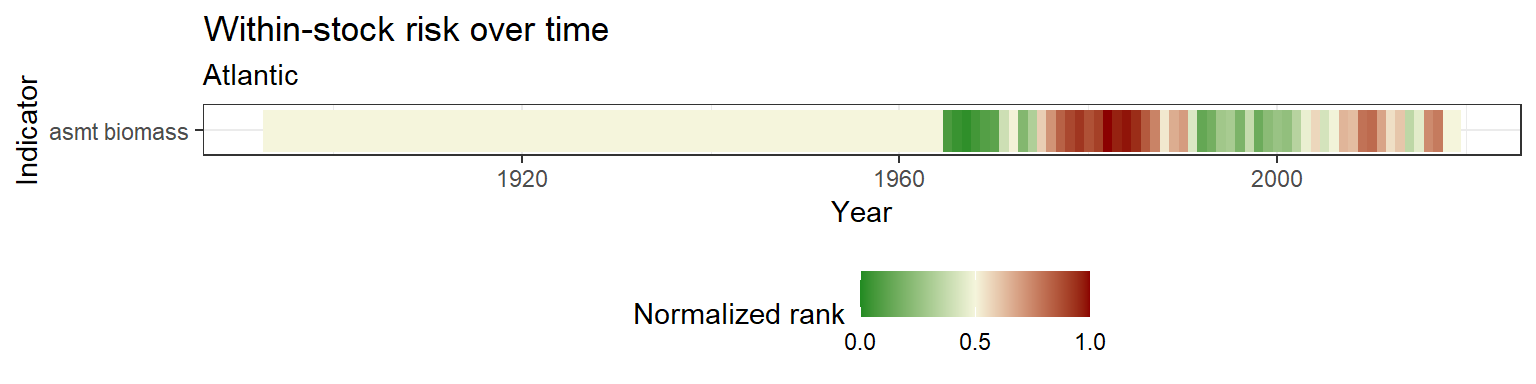 Within-stock risk over time
Atlantic
Indicator
asmt biomass
1920 1960 2000
Year
Normalized rank
0.0 0.5 1.0